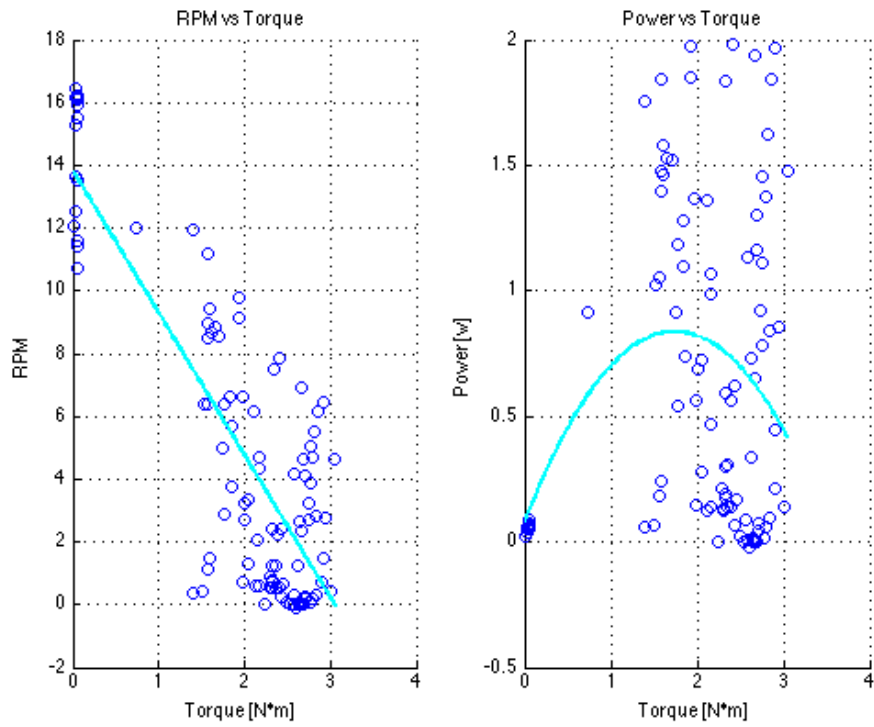 RPM vs Torque
18
16
14
12
10
8
6
4
2
0
-2
RPM
0 1 2 3 4
Torque [N*m]
Power vs Torque
2
1.5
1
0.5
0
-0.5
Power [w]
0 1 2 3 4
Torque [N*m]